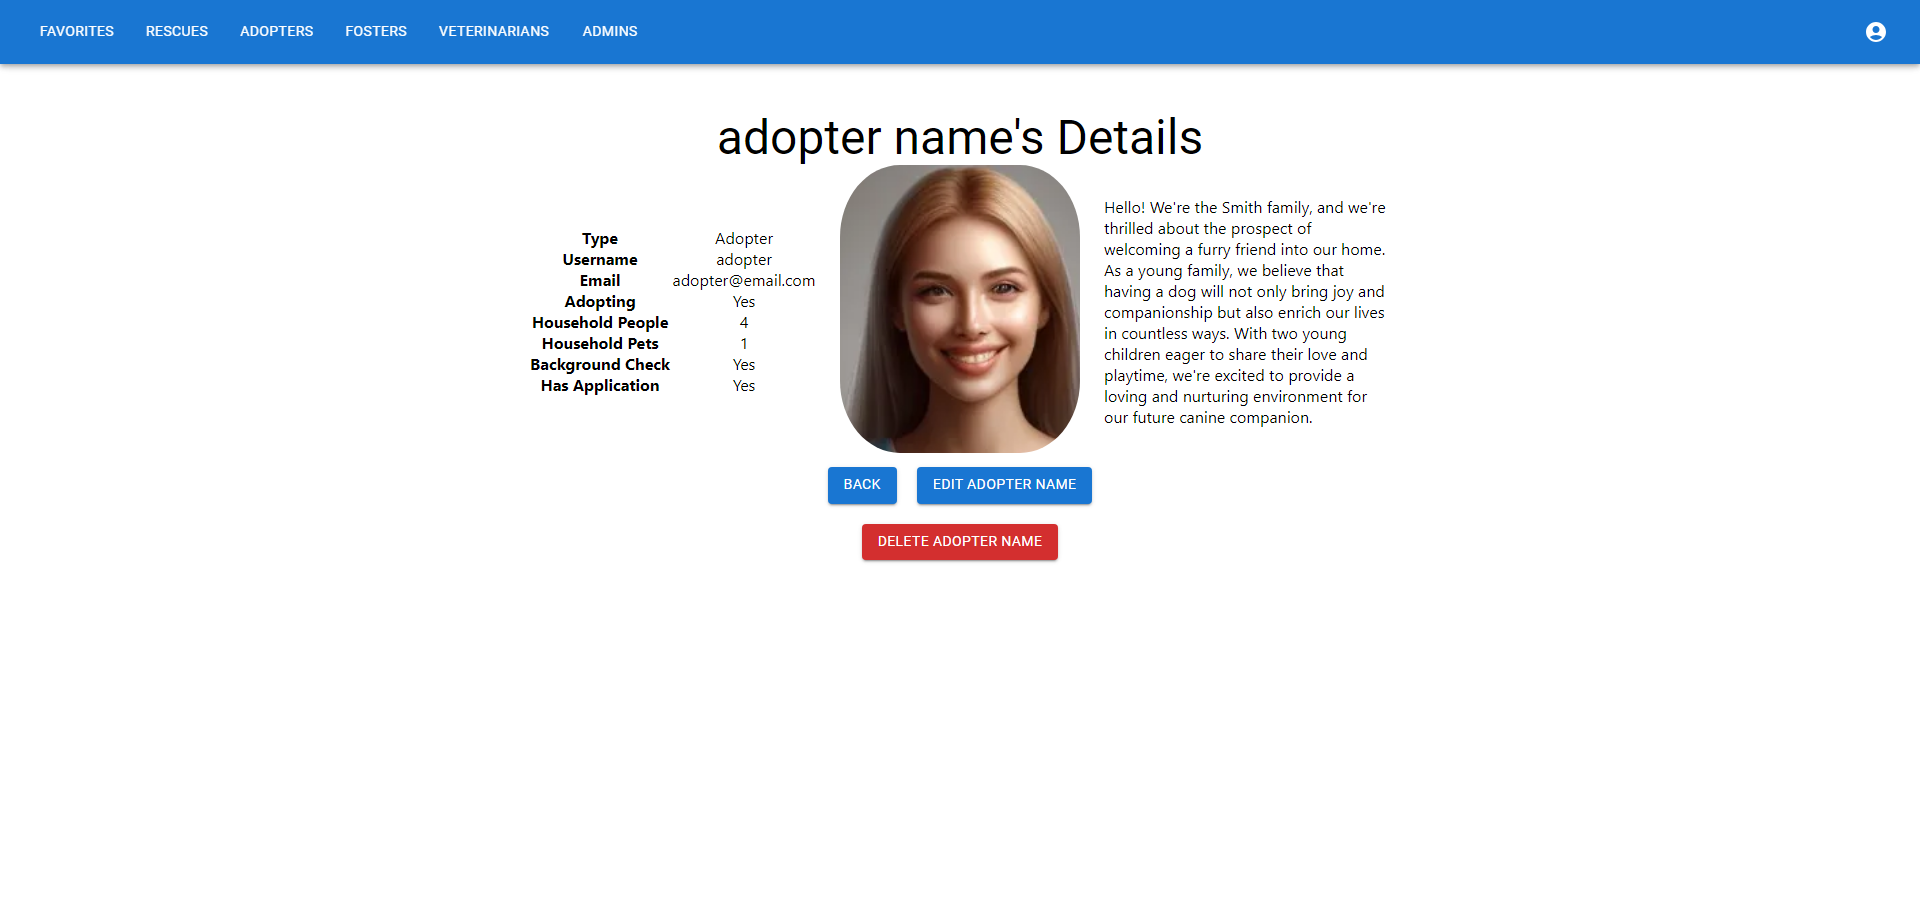 FAVORITES RESCUES ADOPTERS FOSTERS VETERINARIANS ADMINS
adopter name's Details
Type Adopter
Username adopter
Email adopter@email.com
Adopting Yes
Household People 4
Household Pets 1
Background Check Yes
Has Application Yes
Hello! We're the Smith family, and we're
thrilled about the prospect of
welcoming a furry friend into our home.
As a young family, we believe that
having a dog will not only bring joy and
companionship but also enrich our lives
in countless ways. With two young
children eager to share their love and
playtime, we're excited to provide a
loving and nurturing environment for
our future canine companion.
BACK EDIT ADOPTER NAME
DELETE ADOPTER NAME